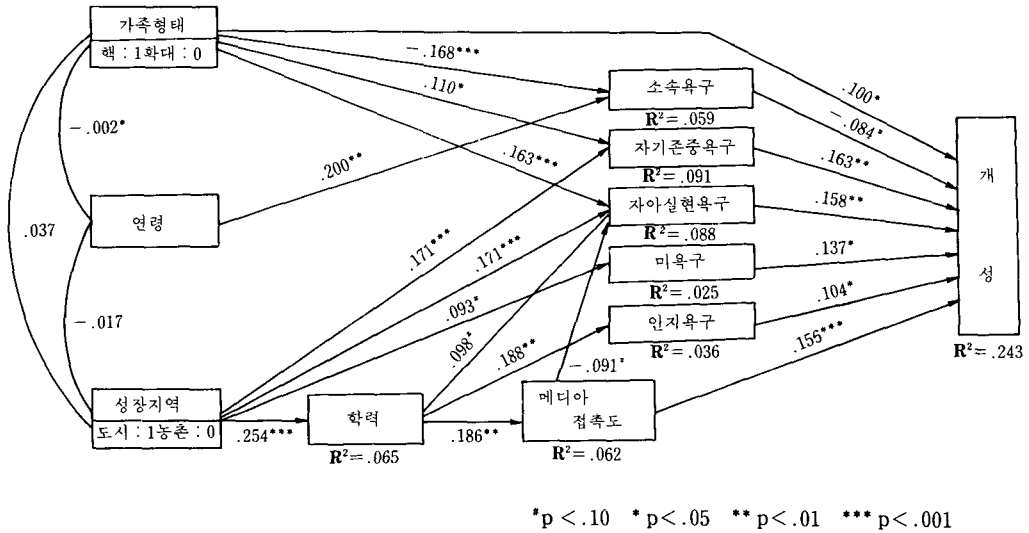 가족형태
핵 : 1확대 : 0
-.168***
.110*
.163***
.100*
-.084*
소속욕구
R²=.059
-.002*
.200**
자기존중욕구
R²=.091
.163**
개
성
R²=.243
연령
.037
자아실현욕구
R²=.088
.158**
.171***
.171***
미욕구
R²=.025
.137*
-.017
.093#
인지욕구
R²=.036
.104*
.098#
.188**
-.091#
.156***
성장지역
도시 : 1농촌 : 0
.254***
학력
R²=.065
.186**
메디아
접촉도
R²=.062
#p<.10 *p<.05 **p<.01 ***p<.001